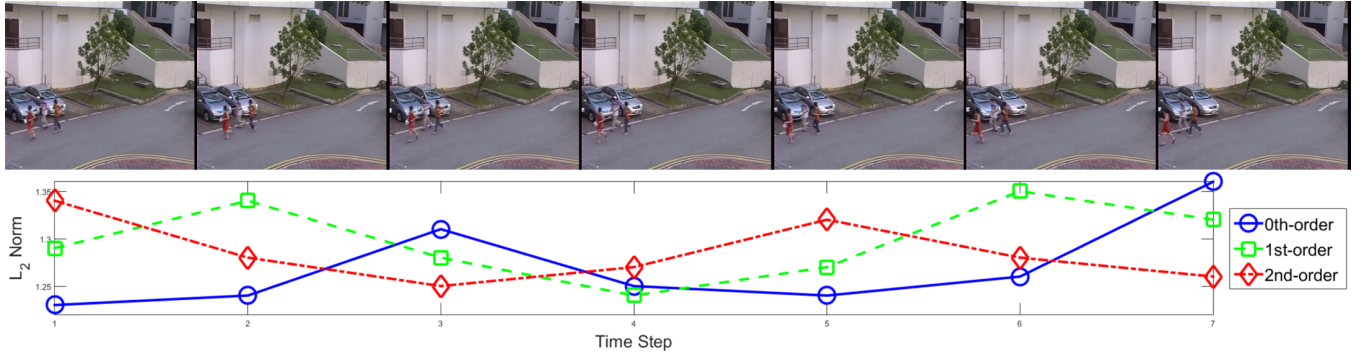 1.35
1.3
1.25
L2 Norm
1 2 3 4 5 6 7
Time Step
0th-order
1st-order
2nd-order